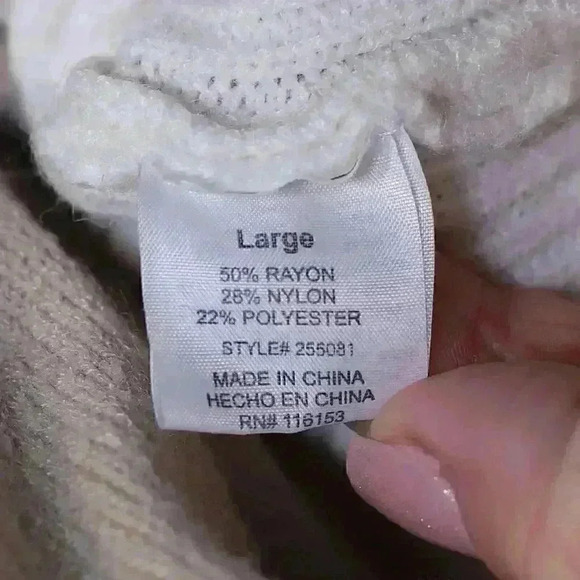 Large
50% RAYON
28% NYLON
22% POLYESTER
STYLE# 255081
MADE IN CHINA
HECHO EN CHINA
RN# 116153